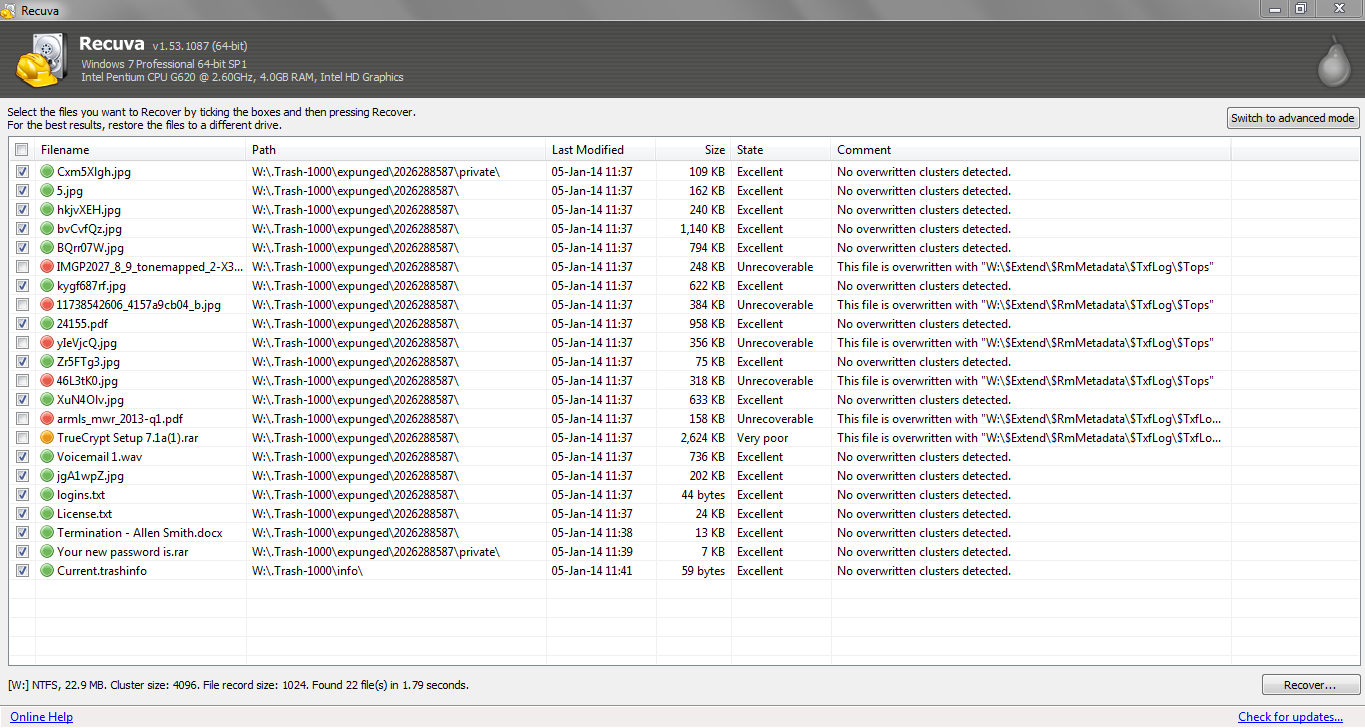 Recuva
Recuva v1.53.1087 (64-bit)
Windows 7 Professional 64-bit SP1
Intel Pentium CPU G620 @ 2.60GHz, 4.0GB RAM, Intel HD Graphics
Select the files you want to Recover by ticking the boxes and then pressing Recover.
For the best results, restore the files to a different drive.
Switch to advanced mode
Filename Path Last Modified Size State Comment
Cxm5XIgh.jpg W:\.Trash-1000\expunged\2026288587\private\ 05-Jan-14 11:37 109 KB Excellent No overwritten clusters detected.
5.jpg W:\.Trash-1000\expunged\2026288587\ 05-Jan-14 11:37 162 KB Excellent No overwritten clusters detected.
hkjvXEH.jpg W:\.Trash-1000\expunged\2026288587\ 05-Jan-14 11:37 240 KB Excellent No overwritten clusters detected.
bvCvfQz.jpg W:\.Trash-1000\expunged\2026288587\ 05-Jan-14 11:37 1,140 KB Excellent No overwritten clusters detected.
BQrr07W.jpg W:\.Trash-1000\expunged\2026288587\ 05-Jan-14 11:37 794 KB Excellent No overwritten clusters detected.
IMGP2027_8_9_tonemapped_2-X3... W:\.Trash-1000\expunged\2026288587\ 05-Jan-14 11:37 248 KB Unrecoverable This file is overwritten with "W:\$Extend\$RmMetadata\$TxfLog\$Tops"
kygf687rf.jpg W:\.Trash-1000\expunged\2026288587\ 05-Jan-14 11:37 622 KB Excellent No overwritten clusters detected.
11738542606_4157a9cb04_b.jpg W:\.Trash-1000\expunged\2026288587\ 05-Jan-14 11:37 384 KB Unrecoverable This file is overwritten with "W:\$Extend\$RmMetadata\$TxfLog\$Tops"
24155.pdf W:\.Trash-1000\expunged\2026288587\ 05-Jan-14 11:37 958 KB Excellent No overwritten clusters detected.
yIeVjcQ.jpg W:\.Trash-1000\expunged\2026288587\ 05-Jan-14 11:37 356 KB Unrecoverable This file is overwritten with "W:\$Extend\$RmMetadata\$TxfLog\$Tops"
Zr5FTg3.jpg W:\.Trash-1000\expunged\2026288587\ 05-Jan-14 11:37 75 KB Excellent No overwritten clusters detected.
46L3tK0.jpg W:\.Trash-1000\expunged\2026288587\ 05-Jan-14 11:37 318 KB Unrecoverable This file is overwritten with "W:\$Extend\$RmMetadata\$TxfLog\$Tops"
XuN4Olv.jpg W:\.Trash-1000\expunged\2026288587\ 05-Jan-14 11:37 633 KB Excellent No overwritten clusters detected.
armls_mwr_2013-q1.pdf W:\.Trash-1000\expunged\2026288587\ 05-Jan-14 11:37 158 KB Unrecoverable This file is overwritten with "W:\$Extend\$RmMetadata\$TxfLog\$TxfLo...
TrueCrypt Setup 7.1a(1).rar W:\.Trash-1000\expunged\2026288587\ 05-Jan-14 11:37 2,624 KB Very poor This file is overwritten with "W:\$Extend\$RmMetadata\$TxfLog\$TxfLo...
Voicemail 1.wav W:\.Trash-1000\expunged\2026288587\ 05-Jan-14 11:37 736 KB Excellent No overwritten clusters detected.
jgA1wpZ.jpg W:\.Trash-1000\expunged\2026288587\ 05-Jan-14 11:37 202 KB Excellent No overwritten clusters detected.
logins.txt W:\.Trash-1000\expunged\2026288587\ 05-Jan-14 11:37 44 bytes Excellent No overwritten clusters detected.
License.txt W:\.Trash-1000\expunged\2026288587\ 05-Jan-14 11:37 24 KB Excellent No overwritten clusters detected.
Termination - Allen Smith.docx W:\.Trash-1000\expunged\2026288587\ 05-Jan-14 11:38 13 KB Excellent No overwritten clusters detected.
Your new password is.rar W:\.Trash-1000\expunged\2026288587\private\ 05-Jan-14 11:39 7 KB Excellent No overwritten clusters detected.
Current.trashinfo W:\.Trash-1000\info\ 05-Jan-14 11:41 59 bytes Excellent No overwritten clusters detected.
[W:] NTFS, 22.9 MB. Cluster size: 4096. File record size: 1024. Found 22 file(s) in 1.79 seconds.
Recover...
Online Help
Check for updates...